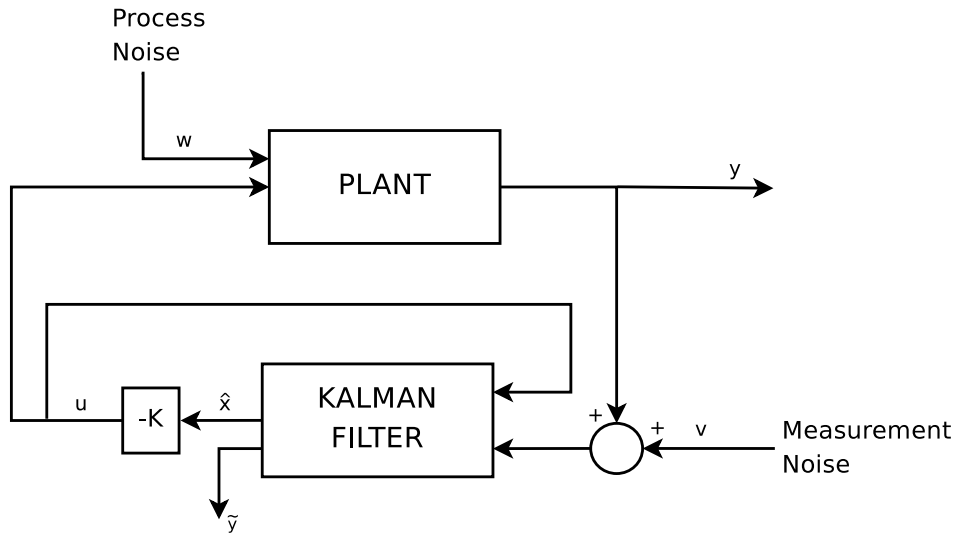 Process
Noise
w
PLANT
y
KALMAN
FILTER
u
-K
x̂
ỹ
+
+
v
Measurement
Noise